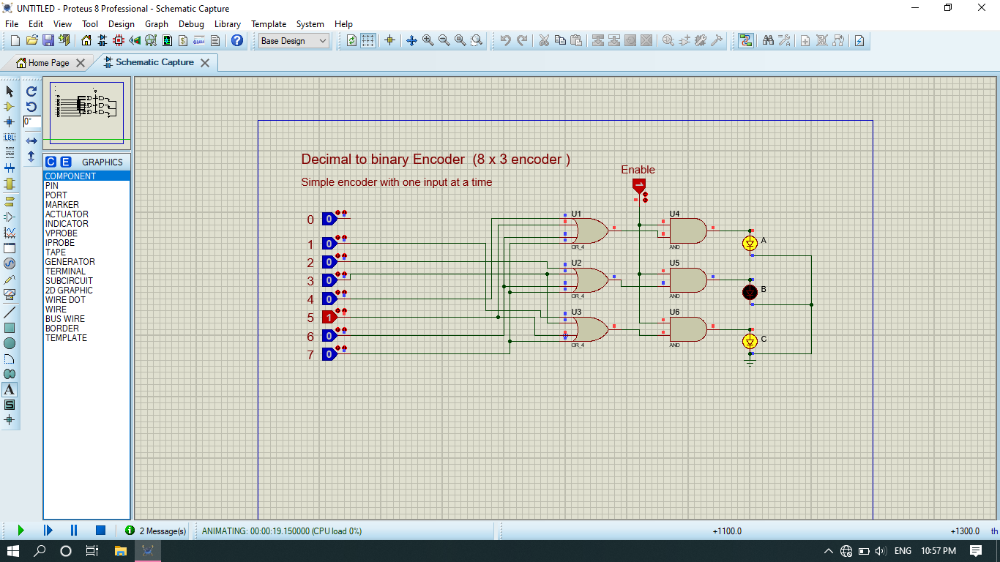 UNTITLED - Proteus 8 Professional - Schematic Capture
File Edit View Tool Design Graph Debug Library Template System Help
Base Design
Home Page Schematic Capture
0°
LBL
C E GRAPHICS
COMPONENT
PIN
PORT
MARKER
ACTUATOR
INDICATOR
VPROBE
IPROBE
TAPE
GENERATOR
TERMINAL
SUBCIRCUIT
2D GRAPHIC
WIRE DOT
WIRE
BUS WIRE
BORDER
TEMPLATE
A
S
Decimal to binary Encoder (8 x 3 encoder )
Simple encoder with one input at a time
Enable
1
0 0
1 0
2 0
3 0
4 0
5 1
6 0
7 0
U1
OR_4
U2
OR_4
U3
OR_4
U4
AND
U5
AND
U6
AND
A
B
C
2 Message(s) ANIMATING: 00:00:19.150000 (CPU load 0%) +1100.0 +1300.0 th
ENG 10:57 PM